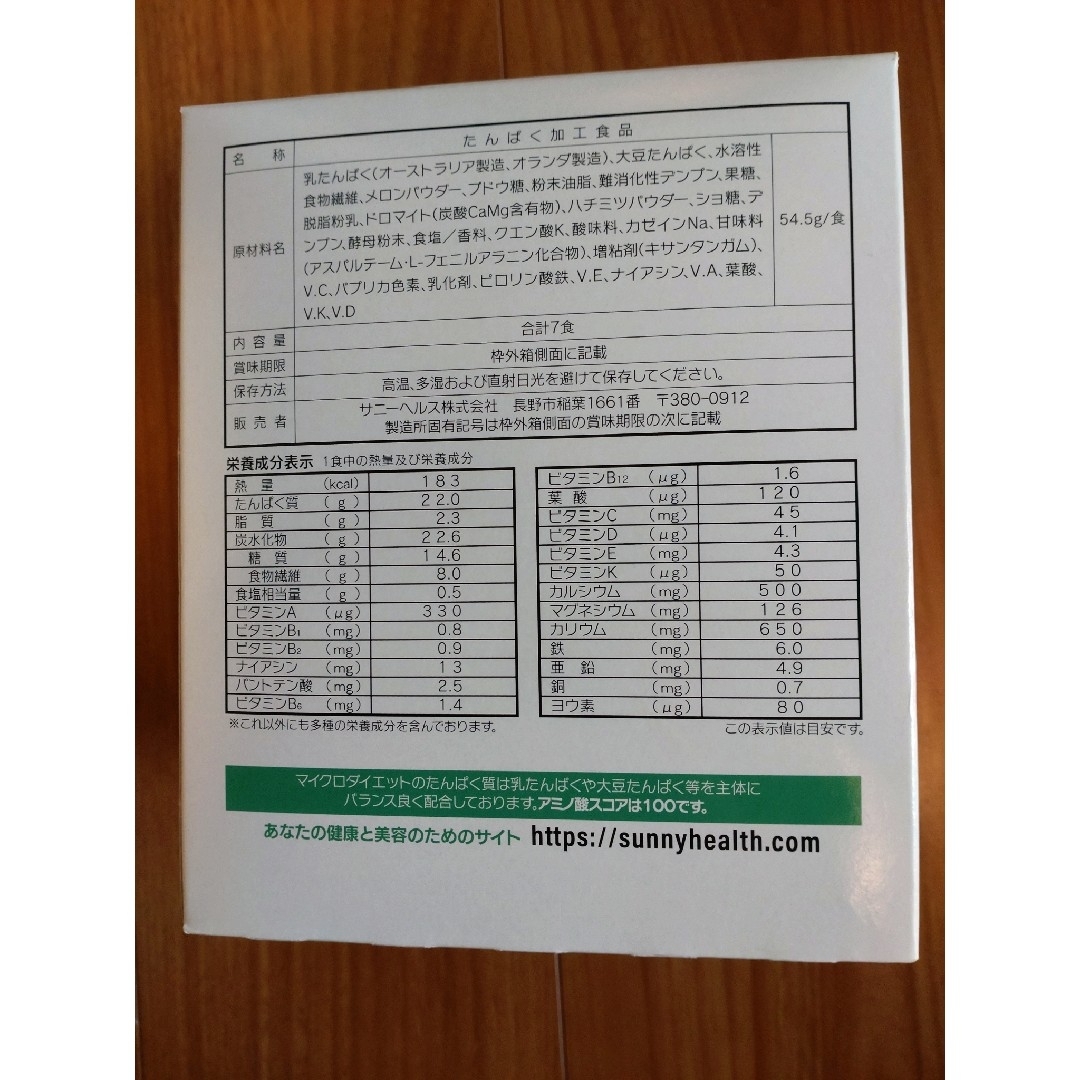 名 称 たんぱく加工食品
原材料名
乳たんぱく(オーストラリア製造、オランダ製造)、大豆たんぱく、水溶性
食物繊維、メロンパウダー、ブドウ糖、粉末油脂、難消化性デンプン、果糖、
脱脂粉乳、ドロマイト(炭酸CaMg含有物)、ハチミツパウダー、ショ糖、デ
ンプン、酵母粉末、食塩/香料、クエン酸K、酸味料、カゼインNa、甘味料
(アスパルテーム・L-フェニルアラニン化合物)、増粘剤(キサンタンガム)、
V.C、パプリカ色素、乳化剤、ピロリン酸鉄、V.E、ナイアシン、V.A、葉酸、
V.K、V.D
54.5g/食
内容量 合計7食
賞味期限 枠外箱側面に記載
保存方法 高温、多湿および直射日光を避けて保存してください。
販売者 サニーヘルス株式会社 長野市稲葉1661番 〒380-0912
製造所固有記号は枠外箱側面の賞味期限の次に記載
栄養成分表示 1食中の熱量及び栄養成分
熱 量 (kcal) 183
たんぱく質 (g) 22.0
脂 質 (g) 2.3
炭水化物 (g) 22.6
糖 質 (g) 14.6
食物繊維 (g) 8.0
食塩相当量 (g) 0.5
ビタミンA (μg) 330
ビタミンB1 (mg) 0.8
ビタミンB2 (mg) 0.9
ナイアシン (mg) 13
パントテン酸 (mg) 2.5
ビタミンB6 (mg) 1.4
ビタミンB12 (μg) 1.6
葉 酸 (μg) 120
ビタミンC (mg) 45
ビタミンD (μg) 4.1
ビタミンE (mg) 4.3
ビタミンK (μg) 50
カルシウム (mg) 500
マグネシウム (mg) 126
カリウム (mg) 650
鉄 (mg) 6.0
亜 鉛 (mg) 4.9
銅 (mg) 0.7
ヨウ素 (μg) 80
※これ以外にも多種の栄養成分を含んでおります。
この表示値は目安です。
マイクロダイエットのたんぱく質は乳たんぱくや大豆たんぱく等を主体に
バランス良く配合しております。アミノ酸スコアは100です。
あなたの健康と美容のためのサイト https://sunnyhealth.com